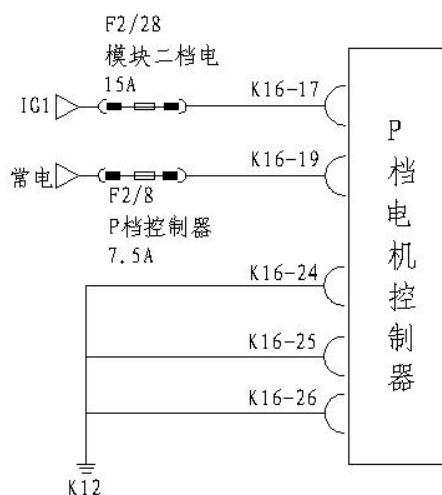 F2/28
模块二档电
15A
IG1
K16-17
常电
K16-19
F2/8
P档控制器
7.5A
K16-24
K16-25
K16-26
K12
P档电机控制器